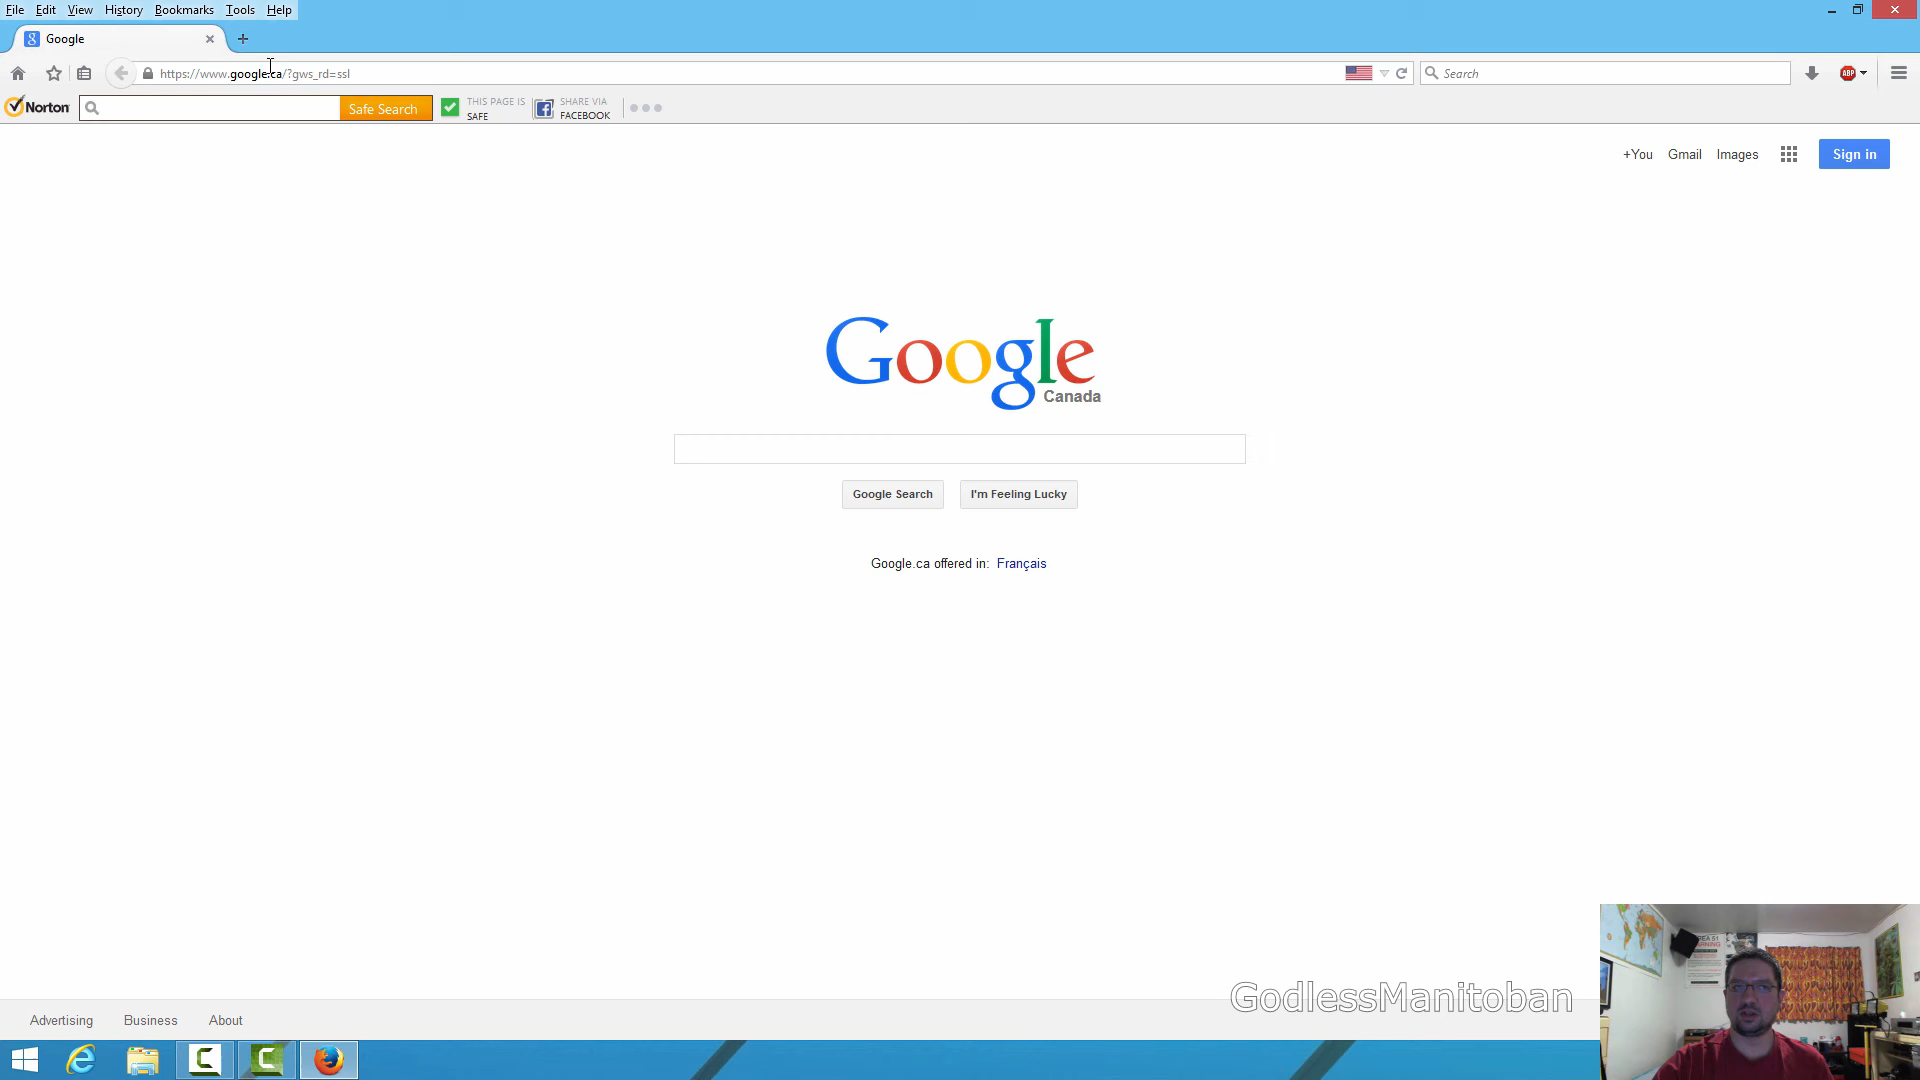 File Edit View History Bookmarks Tools Help
Google
https://www.google.ca/?gws_rd=ssl
Search
ABP
Norton
Safe Search
THIS PAGE IS
SAFE
SHARE VIA
FACEBOOK
+You Gmail Images Sign in
Google
Canada
Google Search I'm Feeling Lucky
Google.ca offered in: Français
GodlessManitoban
Advertising Business About